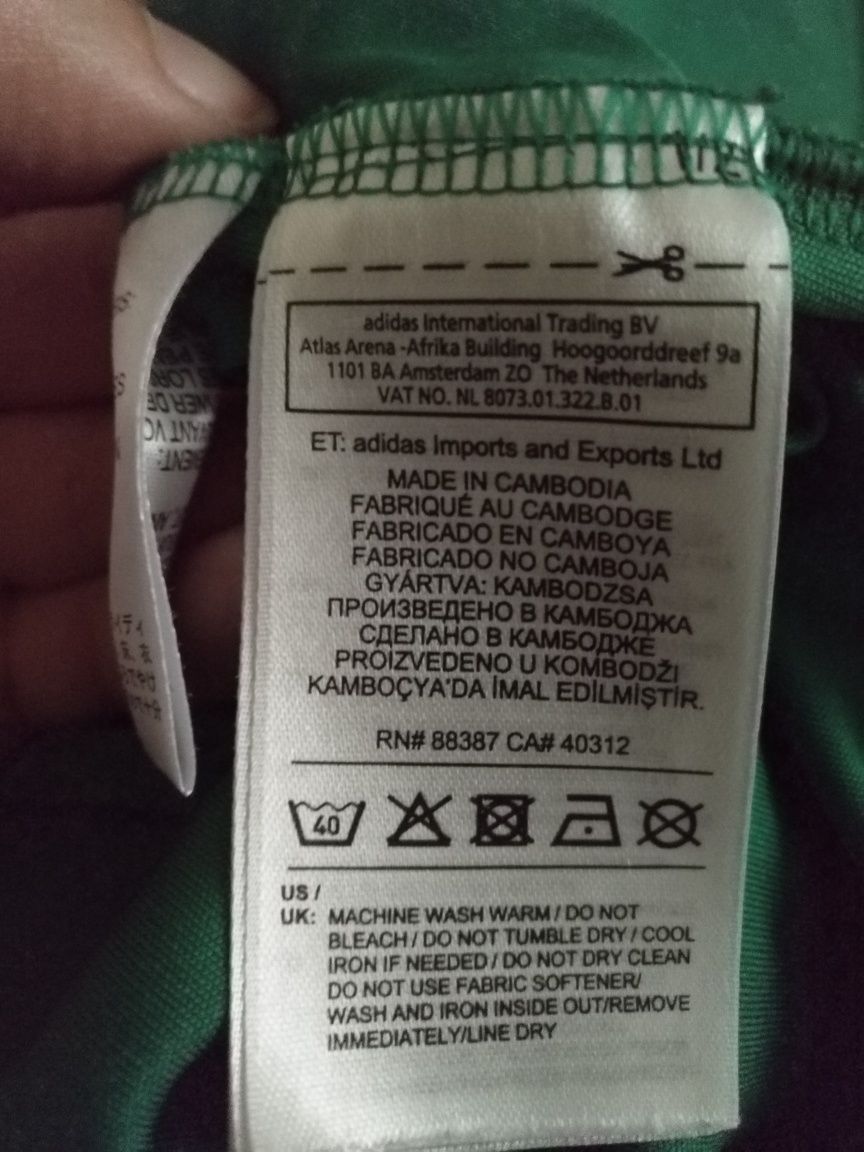 adidas International Trading BV
Atlas Arena -Afrika Building Hoogoorddreef 9a
1101 BA Amsterdam ZO The Netherlands
VAT NO. NL 8073.01.322.B.01
ET: adidas Imports and Exports Ltd
MADE IN CAMBODIA
FABRIQUÉ AU CAMBODGE
FABRICADO EN CAMBOYA
FABRICADO NO CAMBOJA
GYÁRTVA: KAMBODZSA
ПРОИЗВЕДЕНО В КАМБОДЖА
СДЕЛАНО В КАМБОДЖЕ
PROIZVEDENO U KOMBODŽI
KAMBOÇYA'DA İMAL EDİLMİŞTİR.
RN# 88387 CA# 40312
40
US /
UK: MACHINE WASH WARM / DO NOT
BLEACH / DO NOT TUMBLE DRY / COOL
IRON IF NEEDED / DO NOT DRY CLEAN
DO NOT USE FABRIC SOFTENER/
WASH AND IRON INSIDE OUT/REMOVE
IMMEDIATELY/LINE DRY